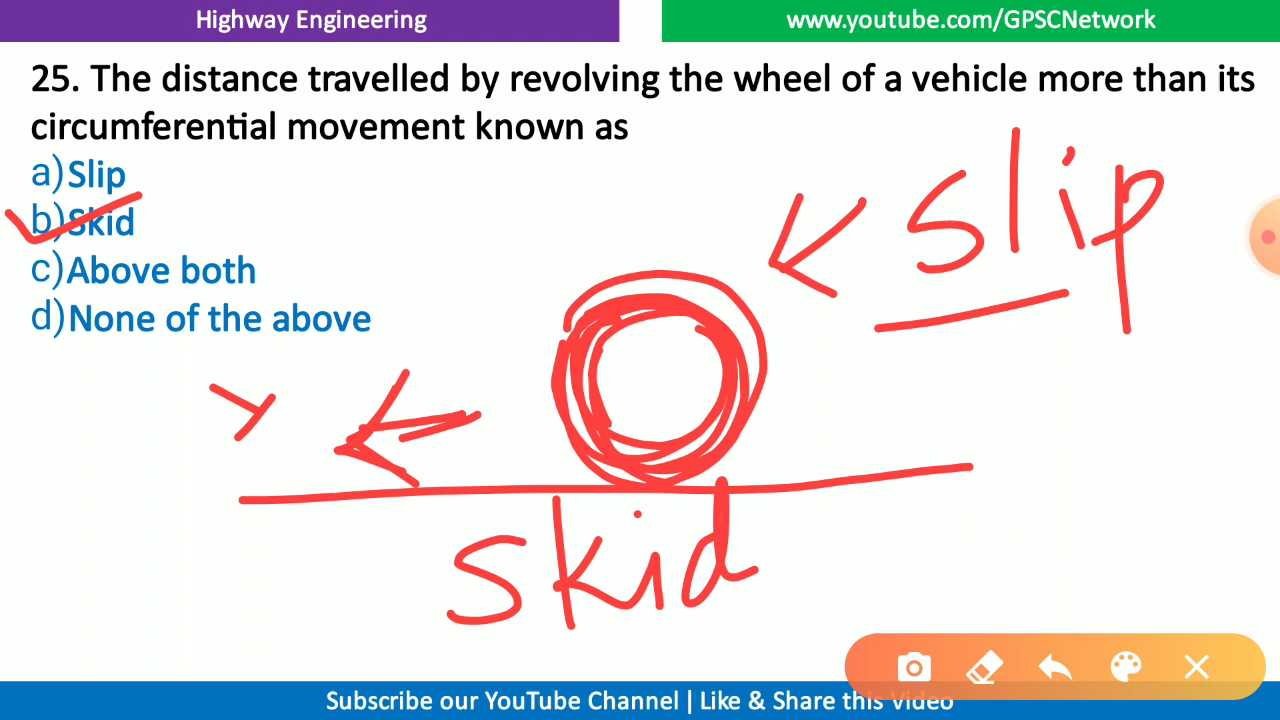 Highway Engineering
www.youtube.com/GPSCNetwork
25. The distance travelled by revolving the wheel of a vehicle more than its
circumferential movement known as
a)Slip
b)Skid
c)Above both
d)None of the above
Slip
Skid
Subscribe our YouTube Channel | Like & Share this Video